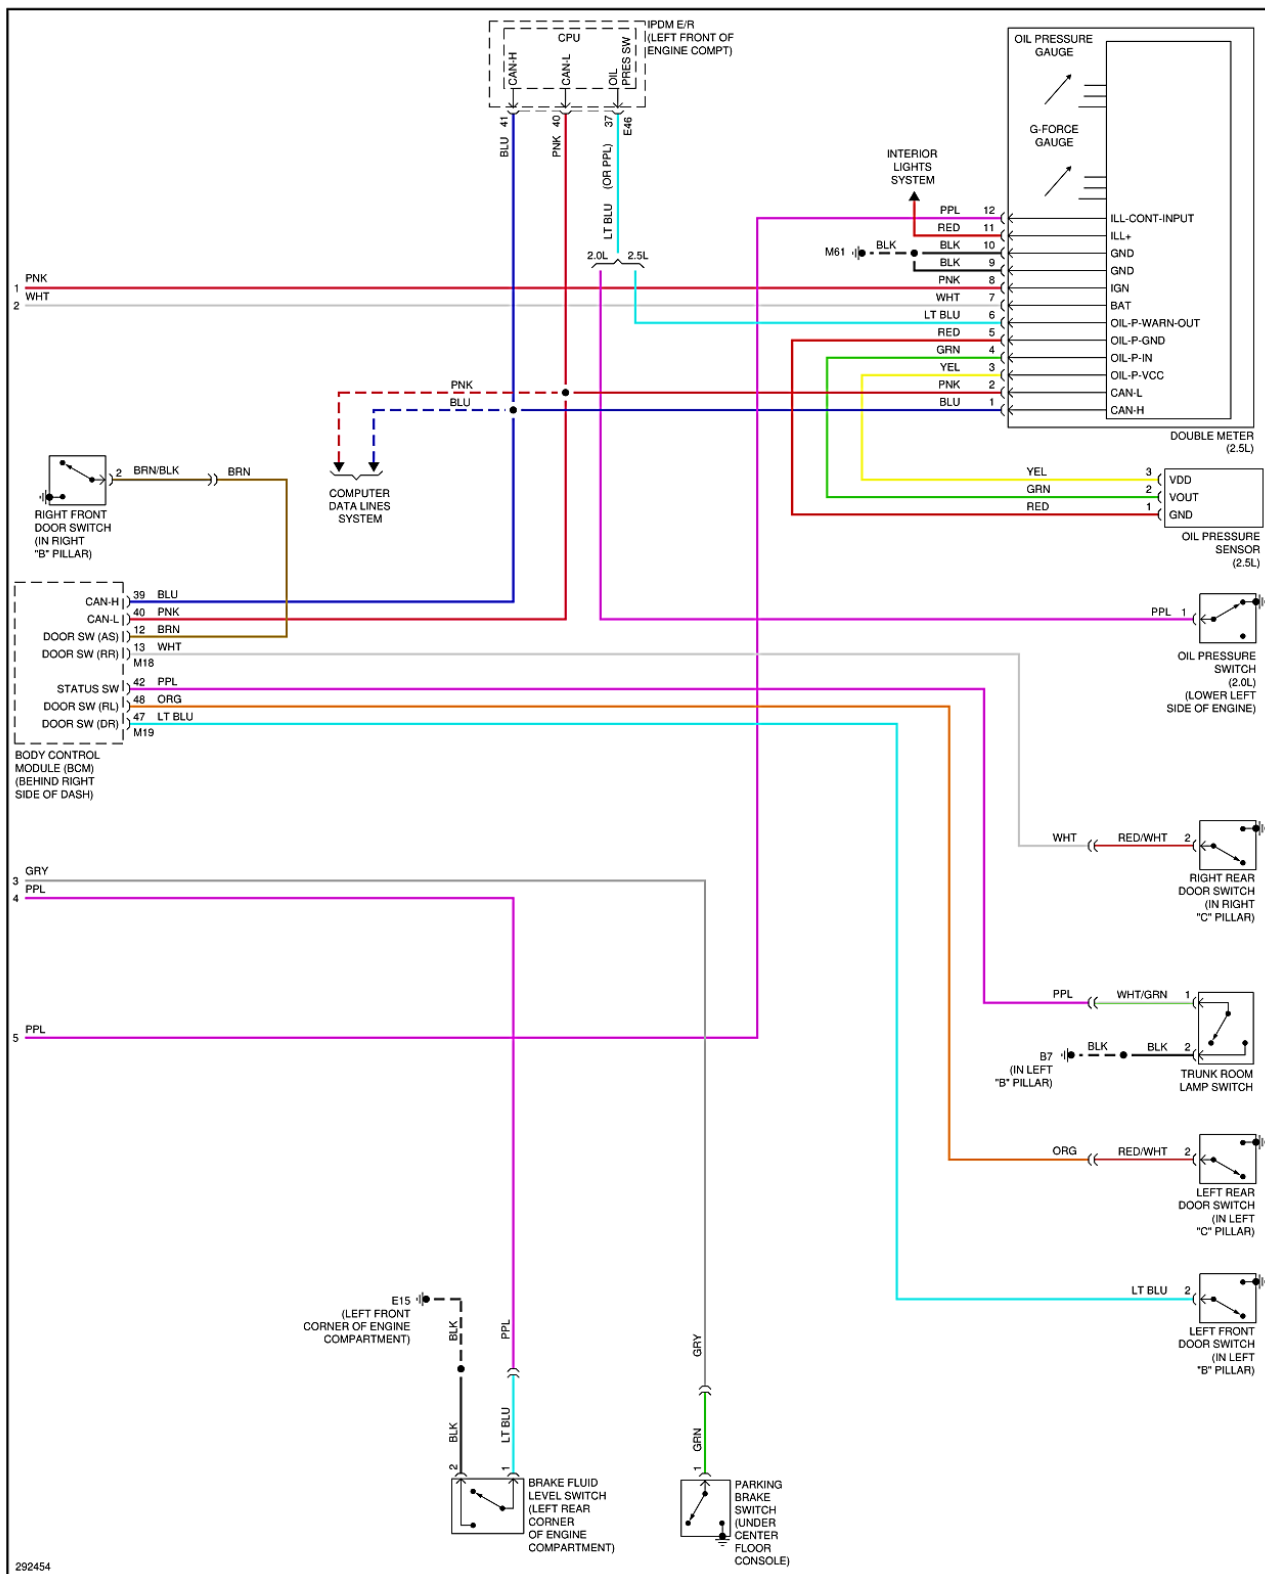 IPDM E/R
(LEFT FRONT OF
ENGINE COMPT)
CPU
CAN-H
CAN-L
OIL
PRES SW
41
40
37
E46
BLU
PNK
LT BLU (OR PPL)
2.0L
2.5L
OIL PRESSURE
GAUGE
G-FORCE
GAUGE
INTERIOR
LIGHTS
SYSTEM
PPL 12 ILL-CONT-INPUT
RED 11 ILL+
M61 BLK BLK 10 GND
BLK 9 GND
1 PNK PNK 8 IGN
2 WHT WHT 7 BAT
LT BLU 6 OIL-P-WARN-OUT
RED 5 OIL-P-GND
GRN 4 OIL-P-IN
YEL 3 OIL-P-VCC
PNK PNK 2 CAN-L
BLU BLU 1 CAN-H
DOUBLE METER
(2.5L)
COMPUTER
DATA LINES
SYSTEM
2 BRN/BLK BRN
RIGHT FRONT
DOOR SWITCH
(IN RIGHT
"B" PILLAR)
YEL 3 VDD
GRN 2 VOUT
RED 1 GND
OIL PRESSURE
SENSOR
(2.5L)
CAN-H 39 BLU
CAN-L 40 PNK
DOOR SW (AS) 12 BRN
DOOR SW (RR) 13 WHT
M18
STATUS SW 42 PPL
DOOR SW (RL) 48 ORG
DOOR SW (DR) 47 LT BLU
M19
BODY CONTROL
MODULE (BCM)
(BEHIND RIGHT
SIDE OF DASH)
PPL 1
OIL PRESSURE
SWITCH
(2.0L)
(LOWER LEFT
SIDE OF ENGINE)
WHT RED/WHT 2
RIGHT REAR
DOOR SWITCH
(IN RIGHT
"C" PILLAR)
3 GRY
4 PPL
PPL WHT/GRN 1
5 PPL
B7 BLK BLK 2
(IN LEFT
"B" PILLAR)
TRUNK ROOM
LAMP SWITCH
ORG RED/WHT 2
LEFT REAR
DOOR SWITCH
(IN LEFT
"C" PILLAR)
LT BLU 2
LEFT FRONT
DOOR SWITCH
(IN LEFT
"B" PILLAR)
E15
(LEFT FRONT
CORNER OF ENGINE
COMPARTMENT)
BLK
PPL
GRY
BLK
LT BLU
GRN
2
1
1
BRAKE FLUID
LEVEL SWITCH
(LEFT REAR
CORNER
OF ENGINE
COMPARTMENT)
PARKING
BRAKE
SWITCH
(UNDER
CENTER
FLOOR
CONSOLE)
292454